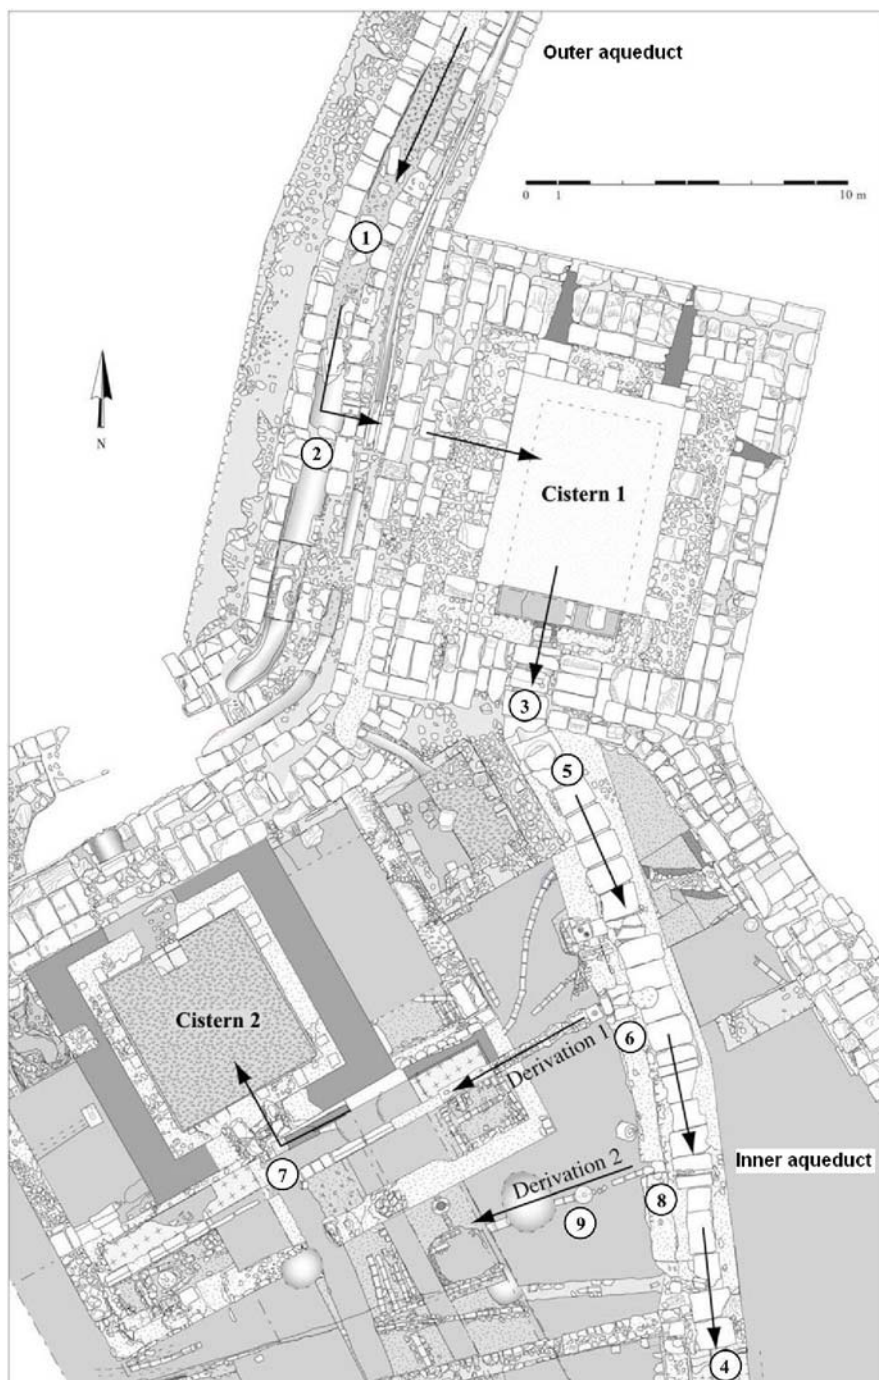 Outer aqueduct
0 1 10 m
1
N
2
Cistern 1
3
5
Cistern 2
Derivation 1
6
7
Derivation 2
8
9
Inner aqueduct
4